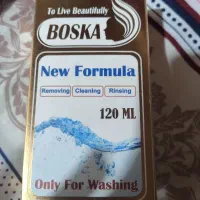 To Live Beautifully
BOSKA
New Formula
Removing Cleaning Rinsing
120 ML
Only For Washing